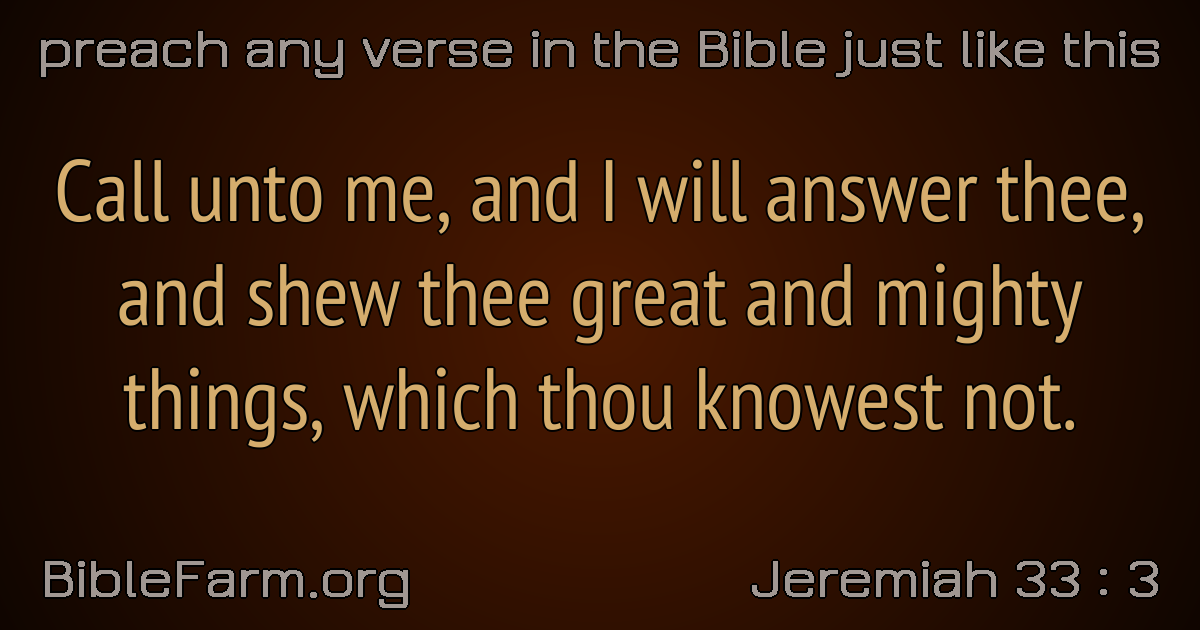 preach any verse in the Bible just like this
Call unto me, and I will answer thee,
and shew thee great and mighty
things, which thou knowest not.
BibleFarm.org
Jeremiah 33 : 3